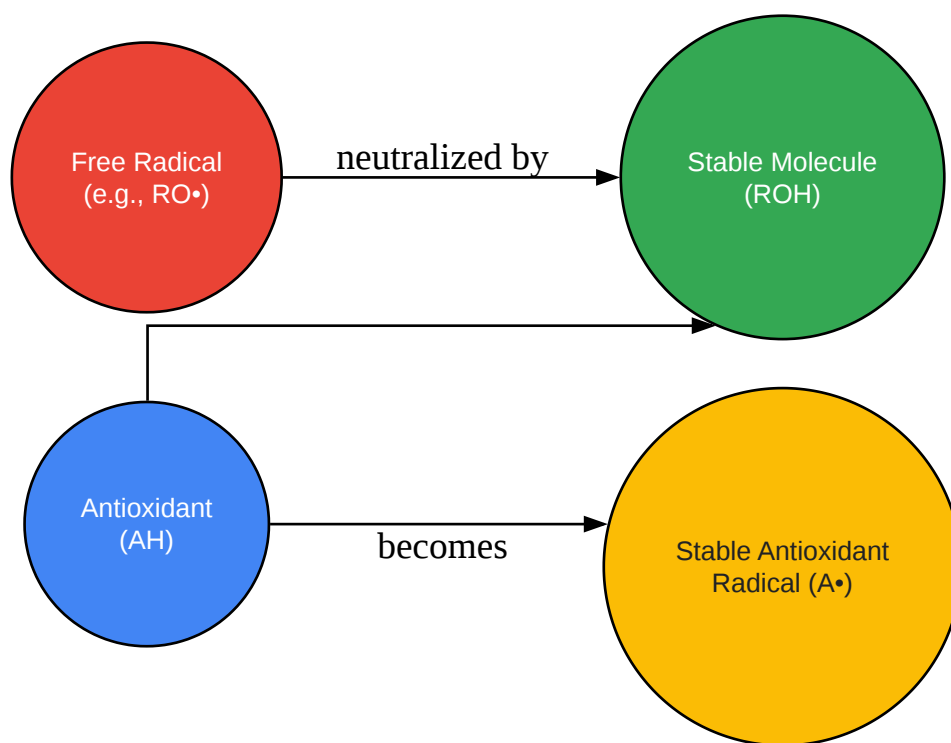 Free Radical
(e.g., RO•)
neutralized by
Stable Molecule
(ROH)
Antioxidant
(AH)
becomes
Stable Antioxidant
Radical (A•)